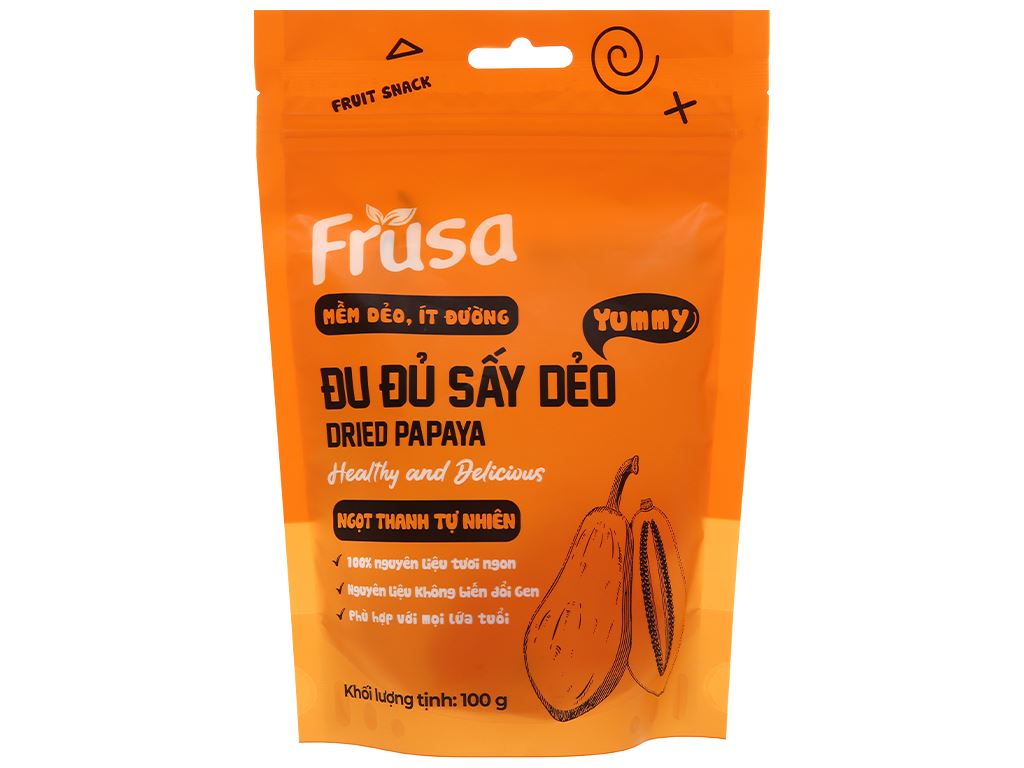 FRUIT SNACK
Frusa
MỀM DẺO, ÍT ĐƯỜNG
Yummy
ĐU ĐỦ SẤY DẺO
DRIED PAPAYA
Healthy and Delicious
NGỌT THANH TỰ NHIÊN
100% nguyên liệu tươi ngon
Nguyên liệu Không biến đổi Gen
Phù hợp với mọi lứa tuổi
Khối lượng tịnh: 100 g